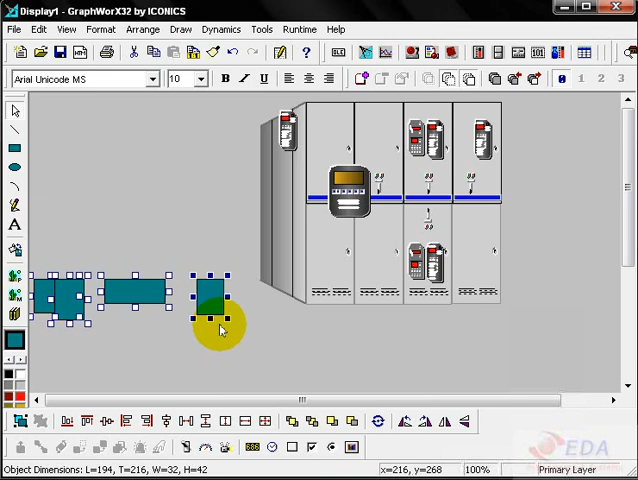 Display1 - GraphWorX32 by ICONICS
File Edit View Format Draw Arrange Dynamics Tools Runtime Help
Arial Unicode MS 10 B I U 0 1 2 3
A
EDA
Object Dimensions: L=194, T=216, W=32, H=42 x=216, y=268 100% Primary Layer